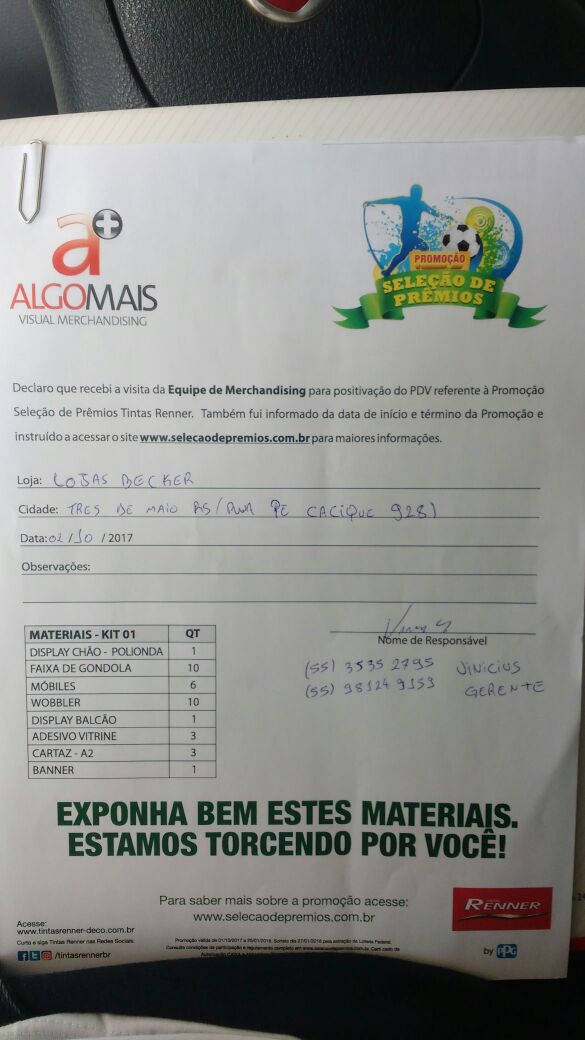 a+
ALGOMAIS
VISUAL MERCHANDISING
PROMOÇÃO
SELEÇÃO DE
PRÊMIOS
Declaro que recebi a visita da Equipe de Merchandising para positivação do PDV referente à Promoção
Seleção de Prêmios Tintas Renner. Também fui informado da data de início e término da Promoção e
instruído a acessar o site www.selecaodepremios.com.br para maiores informações.
Loja: LOJAS BECKER
Cidade: TRES DE MAIO RS/RUA PE CACIQUE 928)
Data: 02/10 / 2017
Observações:
Nome de Responsável
(55) 3535 2795 VINICIUS
(55) 98124 9153 GERENTE
MATERIAIS - KIT 01 QT
DISPLAY CHÃO - POLIONDA 1
FAIXA DE GONDOLA 10
MÓBILES 6
WOBBLER 10
DISPLAY BALCÃO 1
ADESIVO VITRINE 3
CARTAZ - A2 3
BANNER 1
EXPONHA BEM ESTES MATERIAIS.
ESTAMOS TORCENDO POR VOCÊ!
Para saber mais sobre a promoção acesse:
www.selecaodepremios.com.br
RENNER
by PPG
Acesse:
www.tintasrenner-deco.com.br
Curta e siga Tintas Renner nas Redes Sociais:
/tintasrennerbr
Promoção válida de 01/10/2017 a 20/01/2018. Sorteio dia 27/01/2018 pela extração da Loteria Federal.
Consulte condições de participação e regulamento completo em www.selecaodepremios.com.br. Cert. caixa